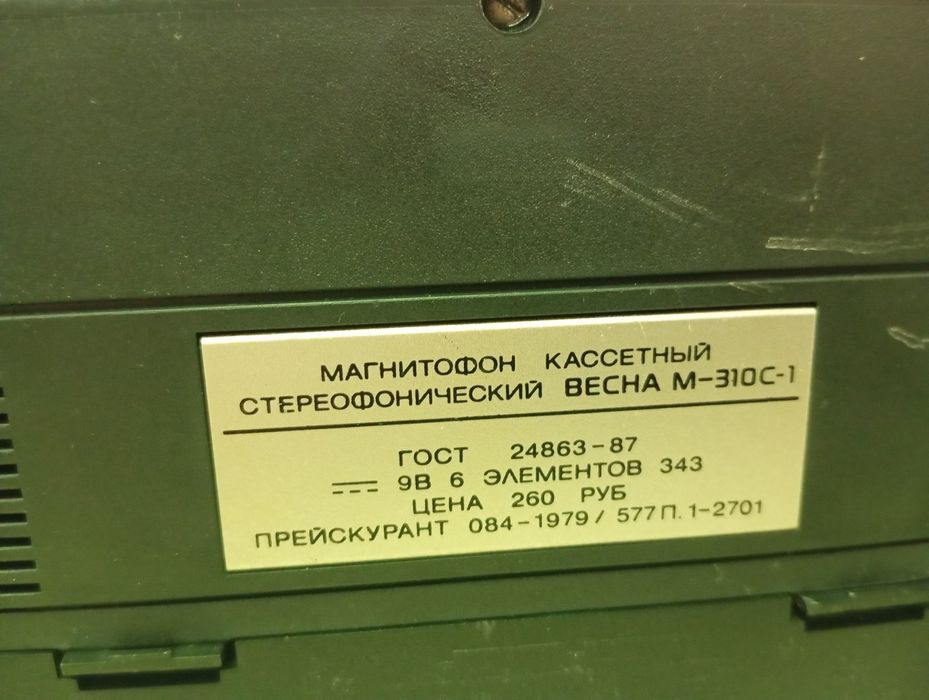 МАГНИТОФОН КАССЕТНЫЙ
СТЕРЕОФОНИЧЕСКИЙ ВЕСНА М-310С-1
ГОСТ 24863-87
9В 6 ЭЛЕМЕНТОВ 343
ЦЕНА 260 РУБ
ПРЕЙСКУРАНТ 084-1979/577П.1-2701